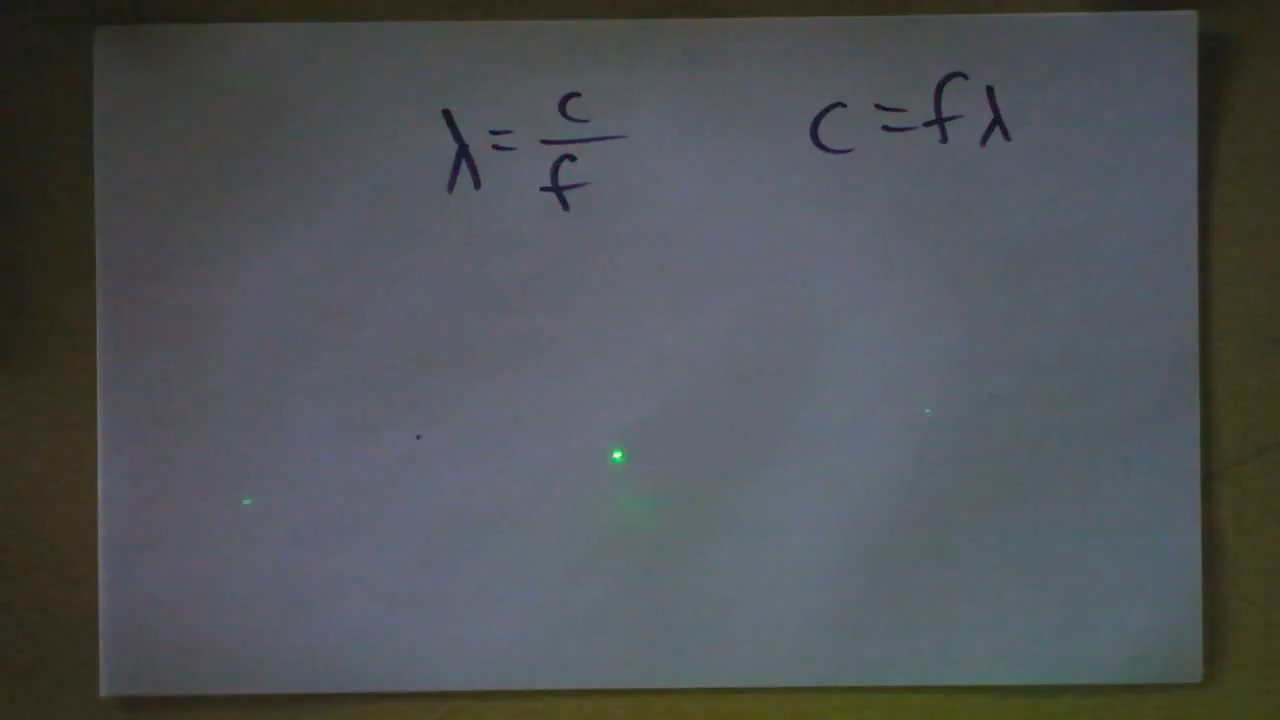 λ = c/f
c = fλ